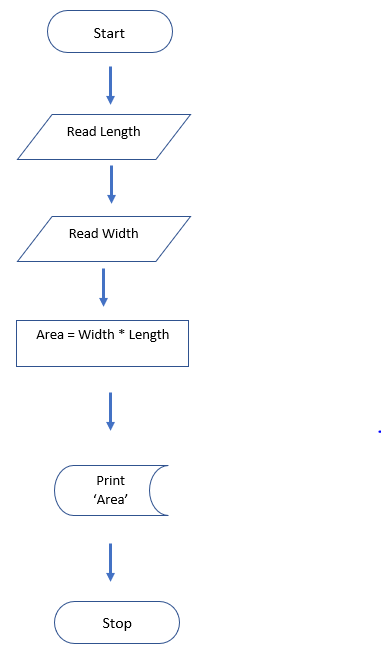 Start
Read Length
Read Width
Area = Width * Length
Print
‘Area’
Stop